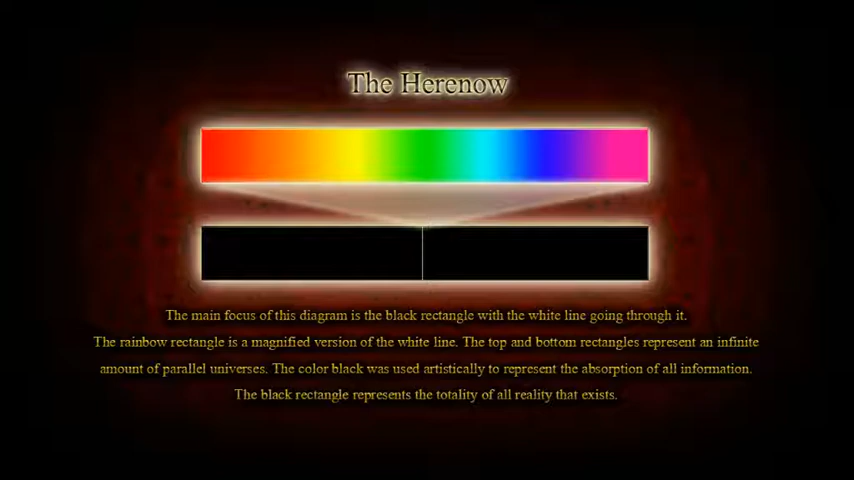 The Herenow
The main focus of this diagram is the black rectangle with the white line going through it.
The rainbow rectangle is a magnified version of the white line. The top and bottom rectangles represent an infinite
amount of parallel universes. The color black was used artistically to represent the absorption of all information.
The black rectangle represents the totality of all reality that exists.